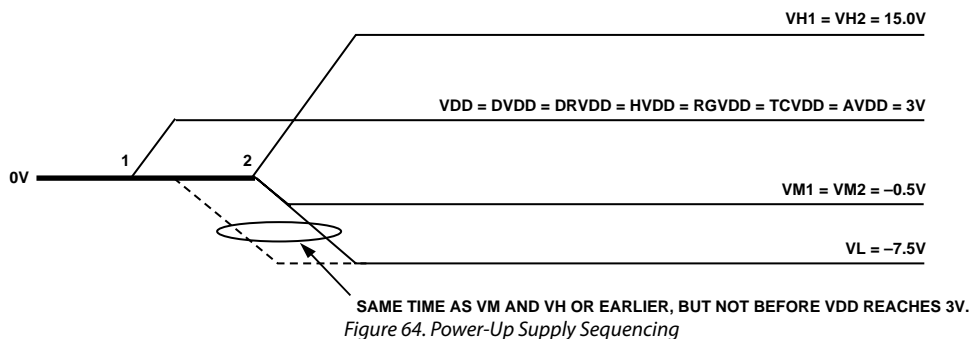 VH1 = VH2 = 15.0V
VDD = DVDD = DRVDD = HVDD = RGVDD = TCVDD = AVDD = 3V
1
2
0V
VM1 = VM2 = –0.5V
VL = –7.5V
SAME TIME AS VM AND VH OR EARLIER, BUT NOT BEFORE VDD REACHES 3V.
Figure 64. Power-Up Supply Sequencing